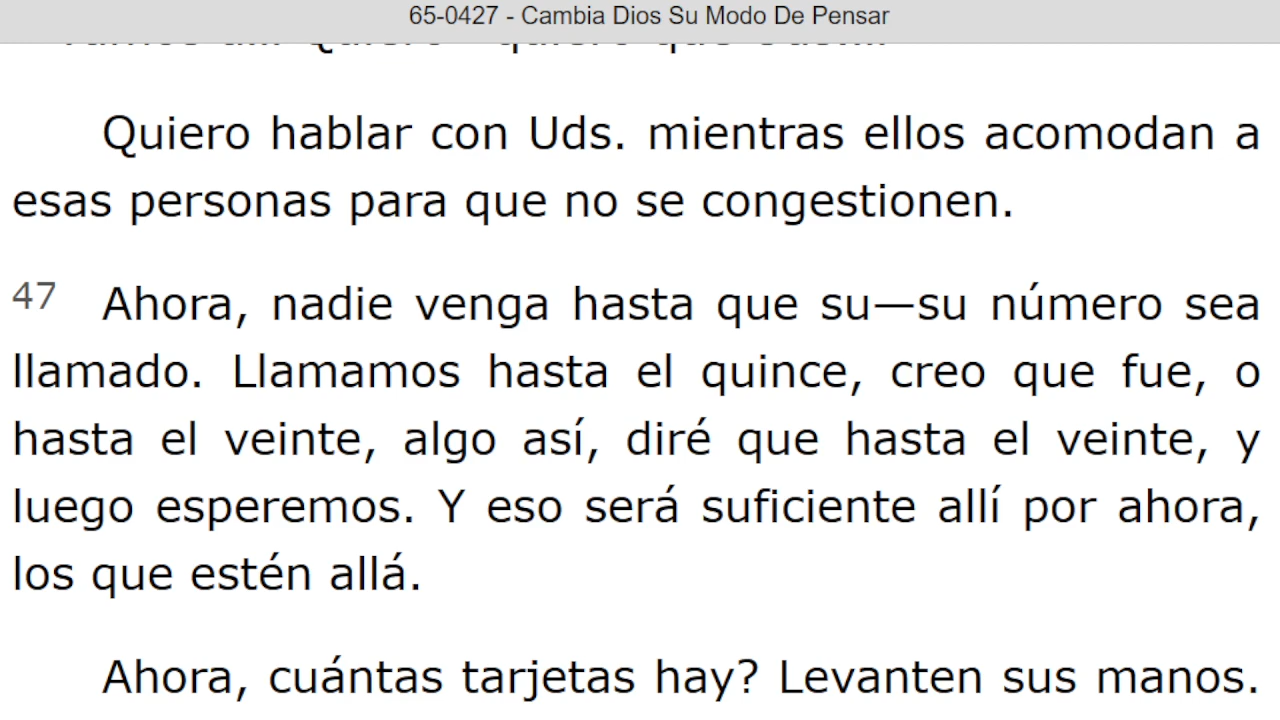 65-0427 - Cambia Dios Su Modo De Pensar
Quiero hablar con Uds. mientras ellos acomodan a
esas personas para que no se congestionen.
47 Ahora, nadie venga hasta que su—su número sea
llamado. Llamamos hasta el quince, creo que fue, o
hasta el veinte, algo así, diré que hasta el veinte, y
luego esperemos. Y eso será suficiente allí por ahora,
los que estén allá.
Ahora, cuántas tarjetas hay? Levanten sus manos.